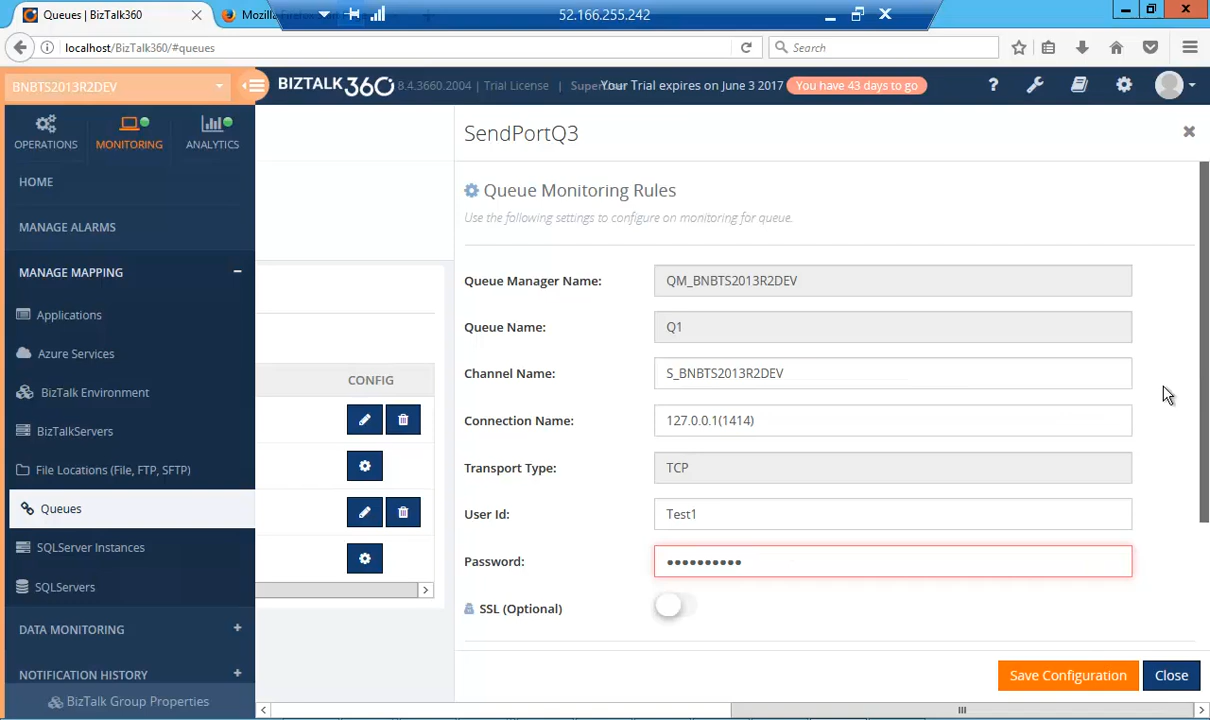 Queues | BizTalk360
Mozilla
52.166.255.242
localhost/BizTalk360/#queues
Search
BNBTS2013R2DEV
BIZTALK360
8.4.3660.2004 | Trial License |
Your Trial expires on June 3 2017
You have 43 days to go
OPERATIONS
MONITORING
ANALYTICS
HOME
MANAGE ALARMS
MANAGE MAPPING
Applications
Azure Services
BizTalk Environment
BizTalkServers
File Locations (File, FTP, SFTP)
Queues
SQLServer Instances
SQLServers
DATA MONITORING
NOTIFICATION HISTORY
BizTalk Group Properties
CONFIG
SendPortQ3
Queue Monitoring Rules
Use the following settings to configure on monitoring for queue.
Queue Manager Name: QM_BNBTS2013R2DEV
Queue Name: Q1
Channel Name: S_BNBTS2013R2DEV
Connection Name: 127.0.0.1(1414)
Transport Type: TCP
User Id: Test1
Password: ••••••••••
SSL (Optional)
Save Configuration Close